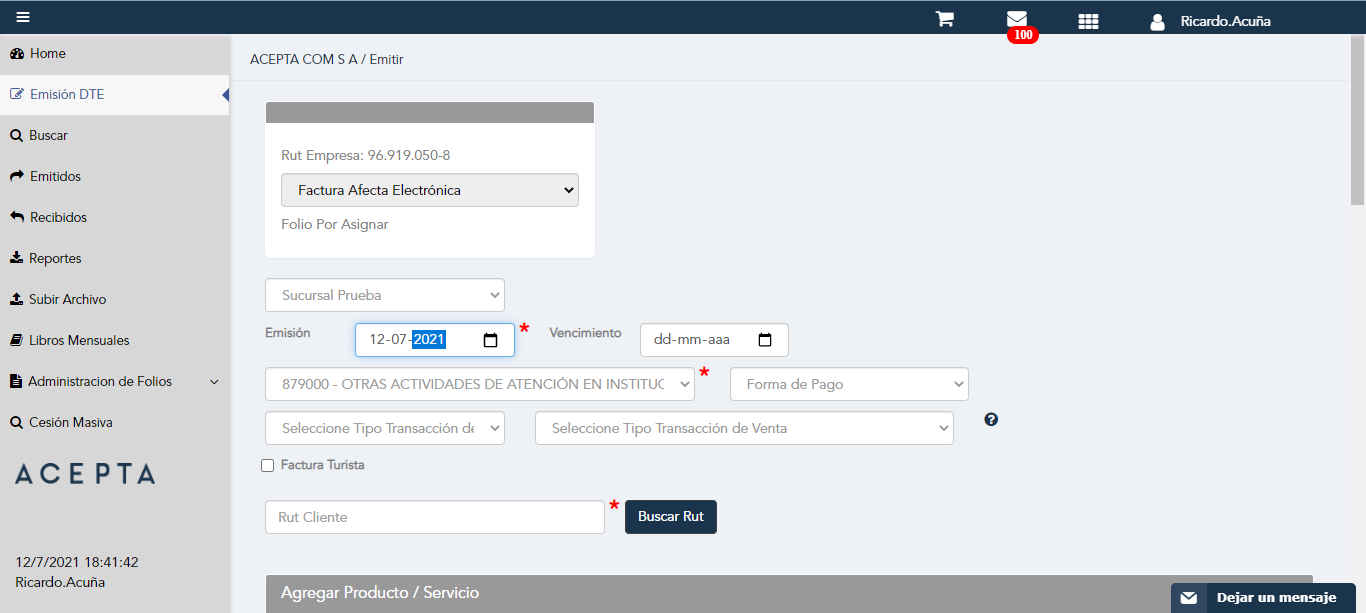 100
Ricardo.Acuña
Home
Emisión DTE
Buscar
Emitidos
Recibidos
Reportes
Subir Archivo
Libros Mensuales
Administracion de Folios
Cesión Masiva
ACEPTA
12/7/2021 18:41:42
Ricardo.Acuña
ACEPTA COM S A / Emitir
Rut Empresa: 96.919.050-8
Factura Afecta Electrónica
Folio Por Asignar
Sucursal Prueba
Emisión 12-07-2021 * Vencimiento dd-mm-aaa
879000 - OTRAS ACTIVIDADES DE ATENCIÓN EN INSTITUC * Forma de Pago
Seleccione Tipo Transacción de Seleccione Tipo Transacción de Venta ?
Factura Turista
Rut Cliente * Buscar Rut
Agregar Producto / Servicio
Dejar un mensaje